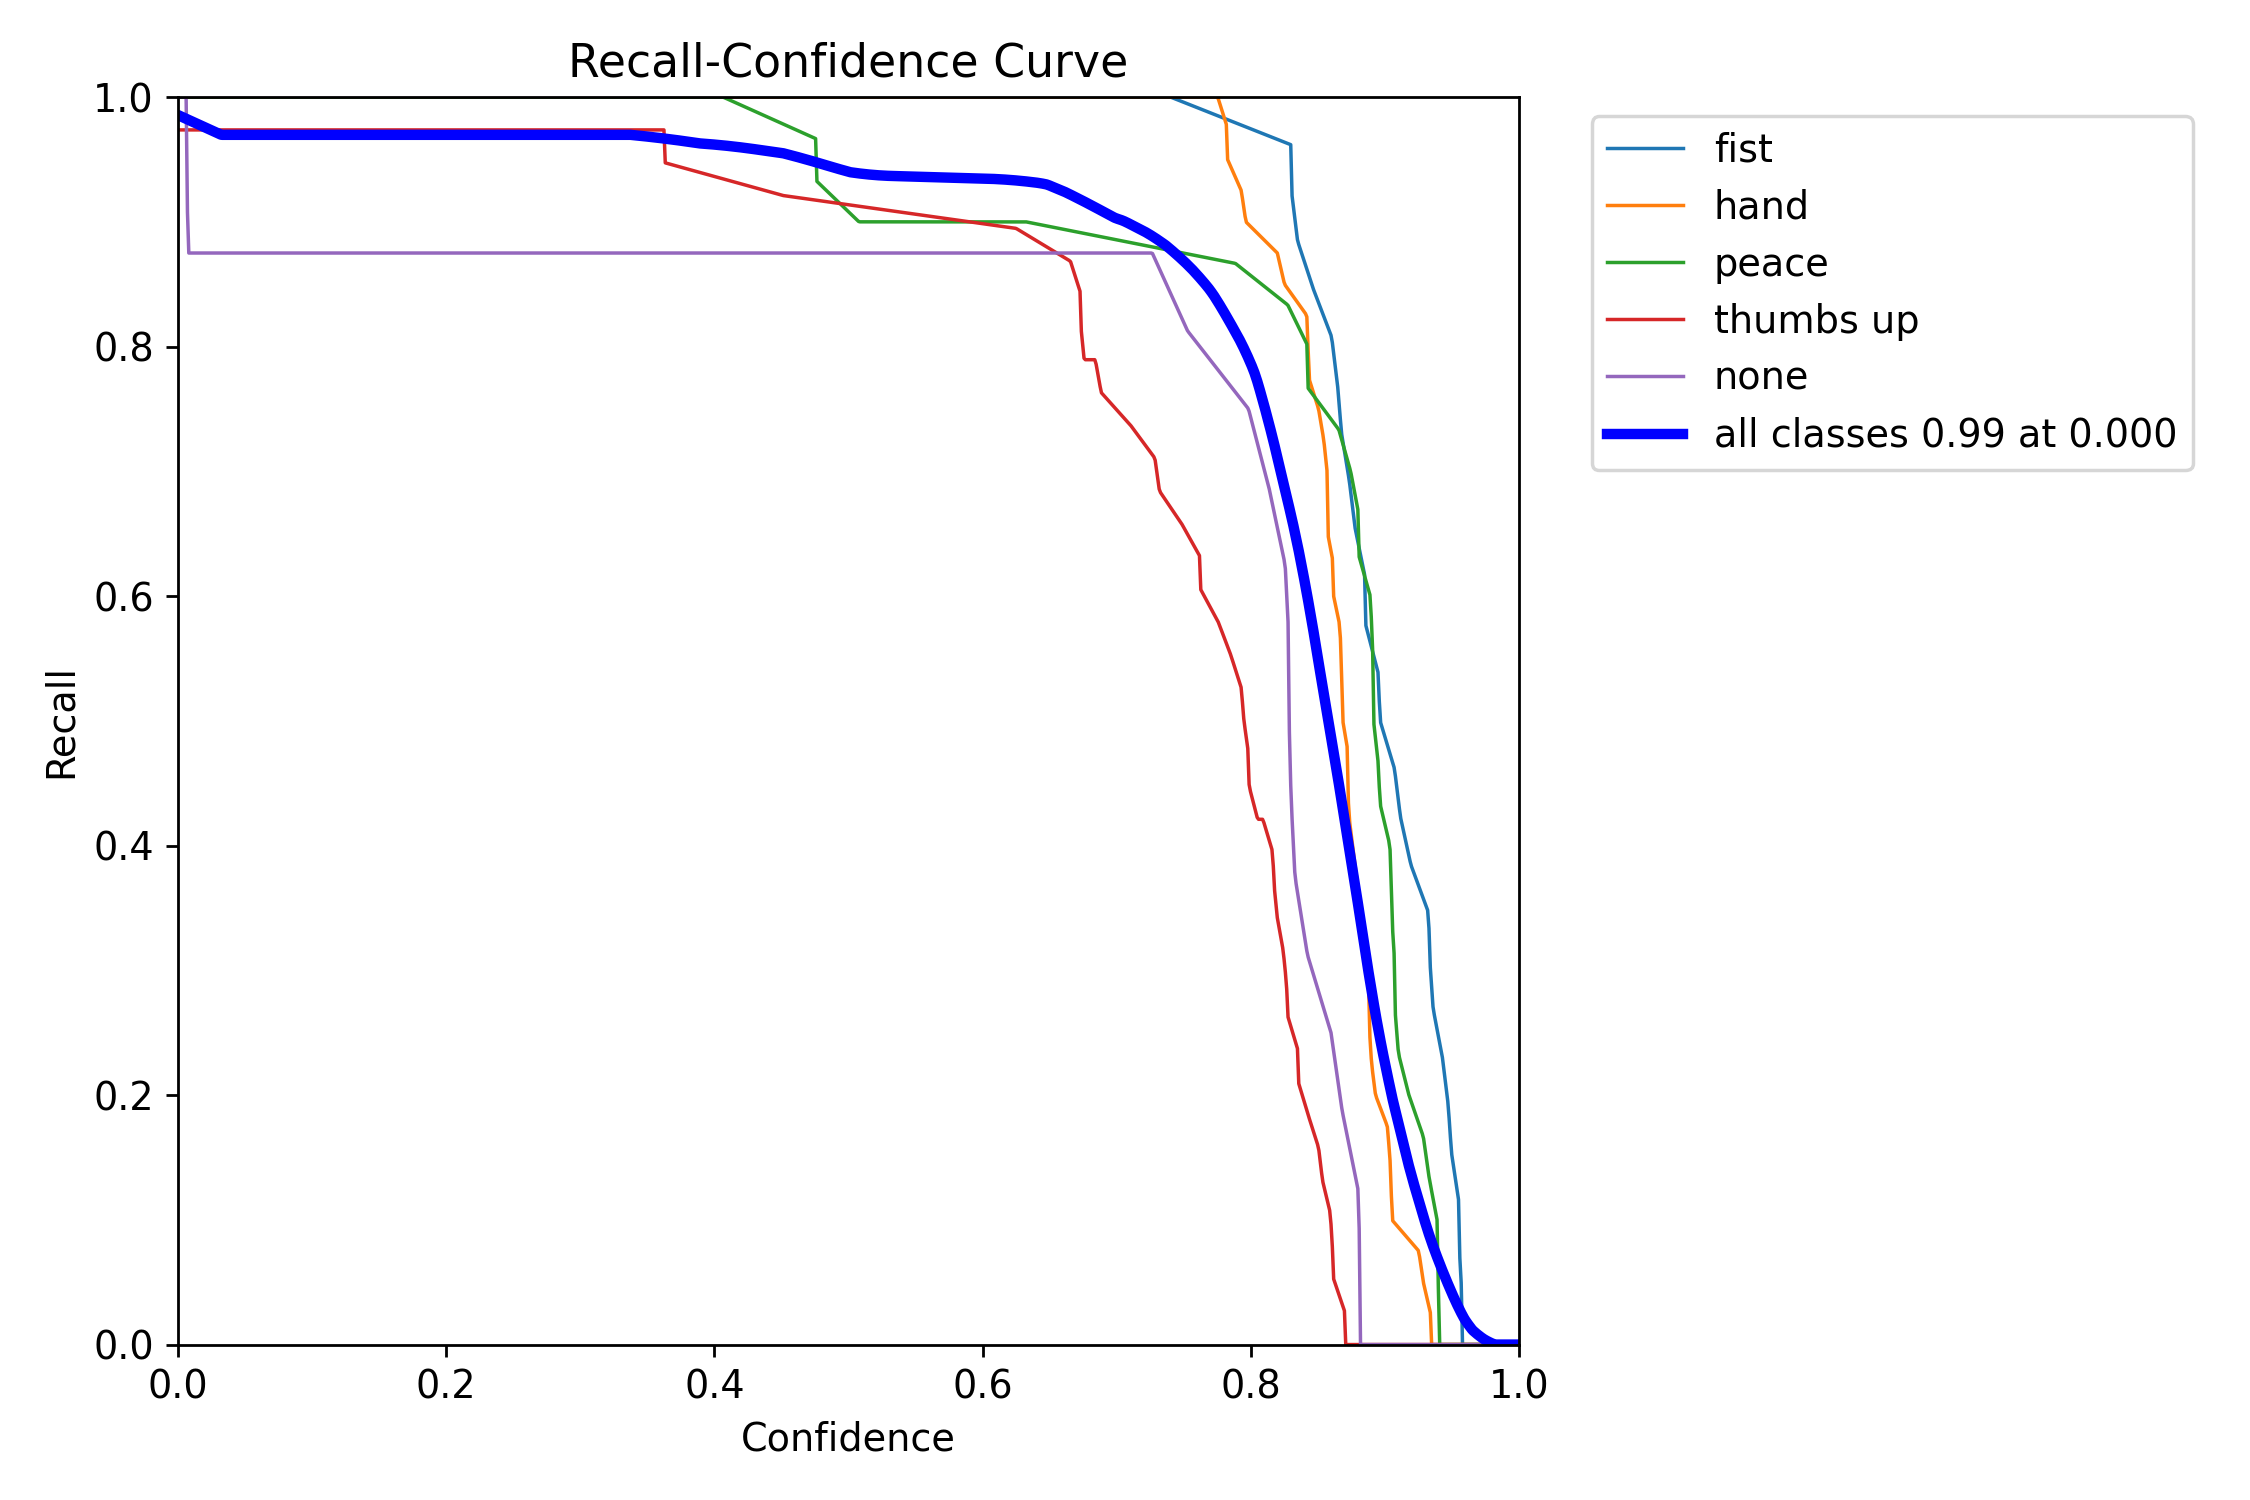 Recall-Confidence Curve
1.0
0.8
0.6
0.4
0.2
0.0
Recall
0.0 0.2 0.4 0.6 0.8 1.0
Confidence
fist
hand
peace
thumbs up
none
all classes 0.99 at 0.000